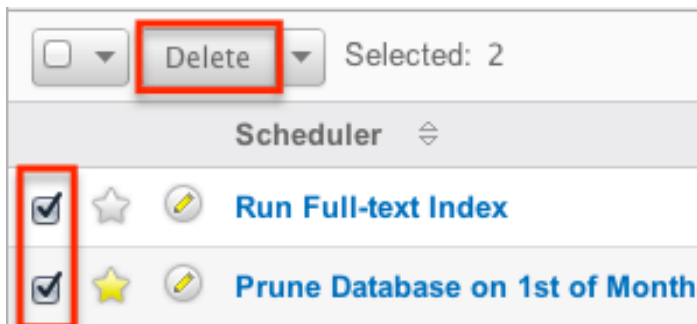 Delete Selected: 2
Scheduler
Run Full-text Index
Prune Database on 1st of Month